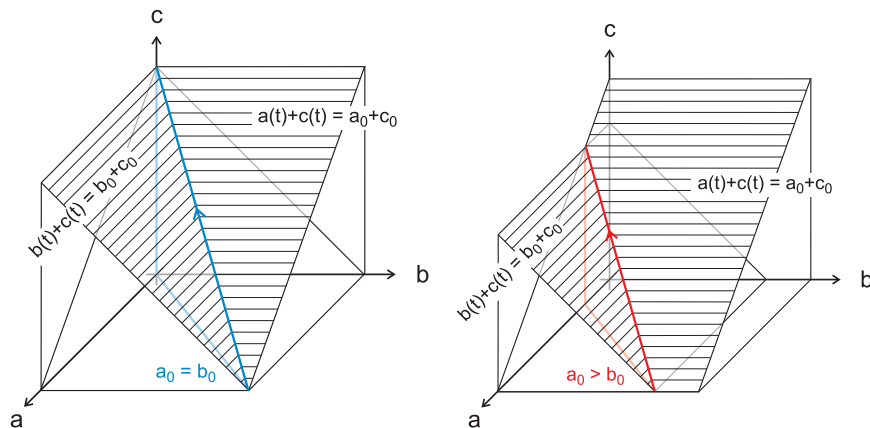 c
a(t)+c(t) = a₀+c₀
b(t)+c(t) = b₀+c₀
b
a₀ = b₀
a
c
a(t)+c(t) = a₀+c₀
b(t)+c(t) = b₀+c₀
b
a₀ > b₀
a